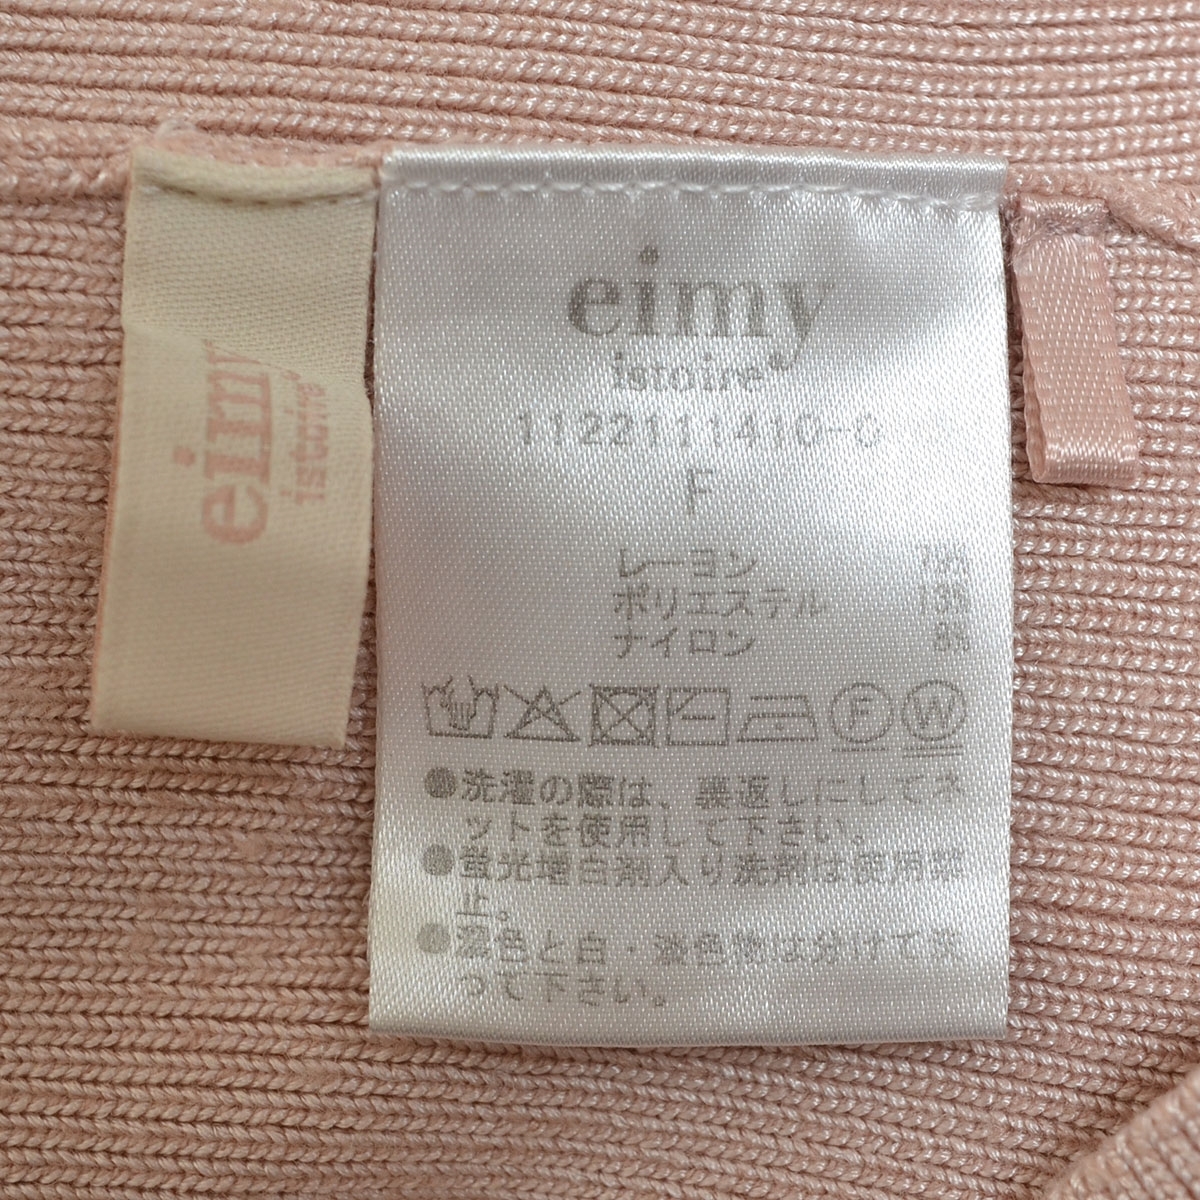 eimy
istoire
eimy
istoire
1122111410-0
F
レーヨン
ポリエステル
ナイロン
F W
●洗濯の際は、裏返しにしてネ
ットを使用して下さい。
●蛍光増白剤入り洗剤は使用禁
止。
●濃色と白・淡色物は分けて洗
って下さい。